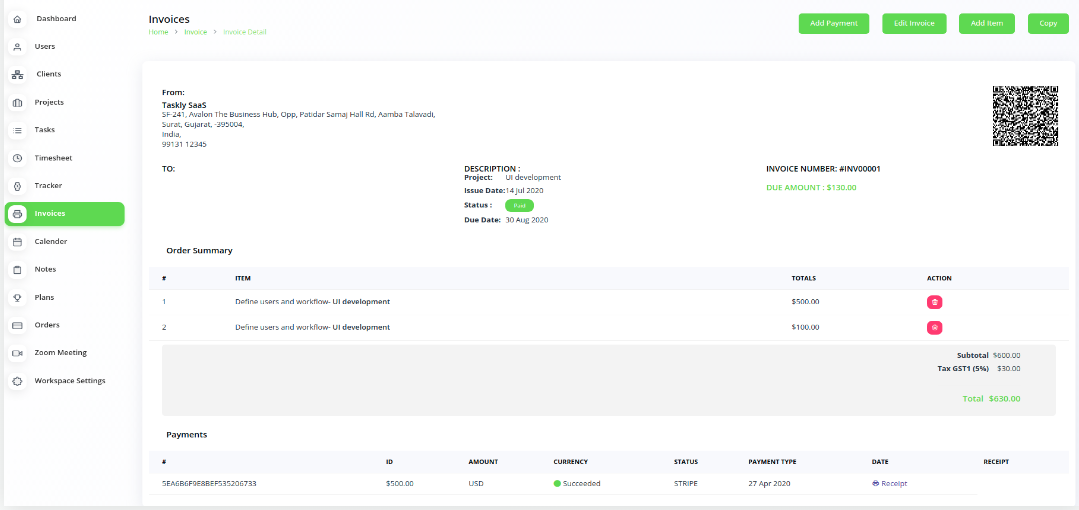 Dashboard
Users
Clients
Projects
Tasks
Timesheet
Tracker
Invoices
Calender
Notes
Plans
Orders
Zoom Meeting
Workspace Settings
Invoices
Home > Invoice > Invoice Detail
Add Payment
Edit Invoice
Add Item
Copy
From:
Taskly SaaS
SF-241, Avalon The Business Hub, Opp, Patidar Samaj Hall Rd, Aamba Talavadi,
Surat, Gujarat, -395004,
India,
99131 12345
TO:
DESCRIPTION :
Project: UI development
Issue Date: 14 Jul 2020
Status : Paid
Due Date: 30 Aug 2020
INVOICE NUMBER: #INV00001
DUE AMOUNT : $130.00
Order Summary
# ITEM TOTALS ACTION
1 Define users and workflow- UI development $500.00
2 Define users and workflow- UI development $100.00
Subtotal $600.00
Tax GST1 (5%) $30.00
Total $630.00
Payments
# ID AMOUNT CURRENCY STATUS PAYMENT TYPE DATE RECEIPT
5EA6B6F9E8BEF535206733 $500.00 USD Succeeded STRIPE 27 Apr 2020 Receipt